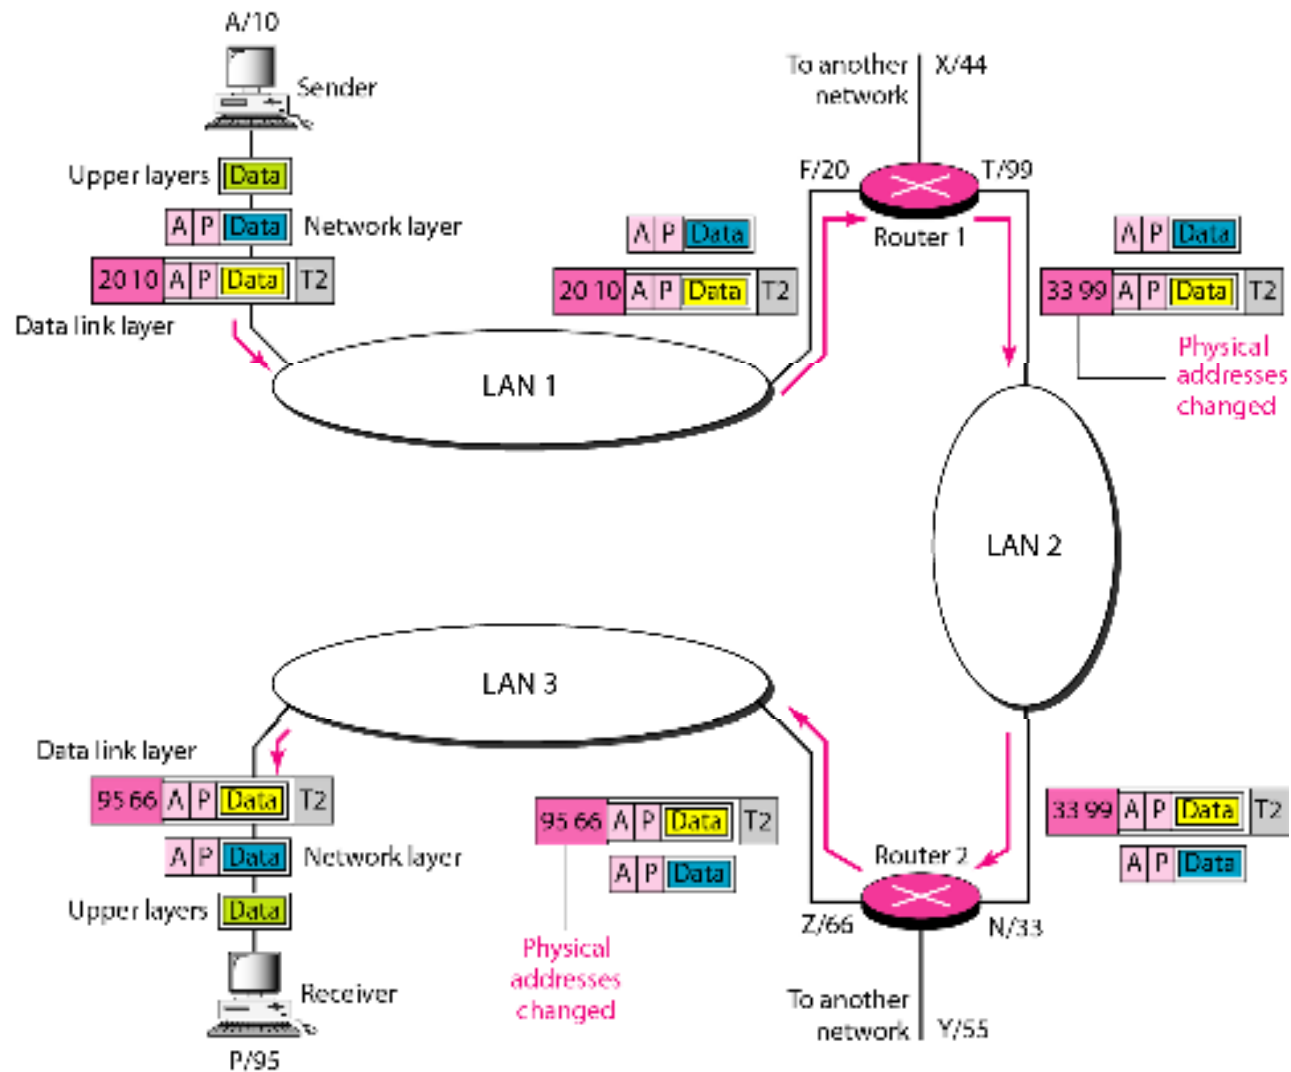 A/10
Sender
Upper layers Data
A P Data Network layer
20 10 A P Data T2
Data link layer
LAN 1
To another
network
X/44
F/20
T/99
Router 1
A P Data
20 10 A P Data T2
A P Data
33 99 A P Data T2
Physical
addresses
changed
LAN 2
33 99 A P Data T2
A P Data
Router 2
Z/66
N/33
To another
network
Y/55
95 66 A P Data T2
A P Data
Physical
addresses
changed
LAN 3
Data link layer
95 66 A P Data T2
A P Data Network layer
Upper layers Data
Receiver
P/95